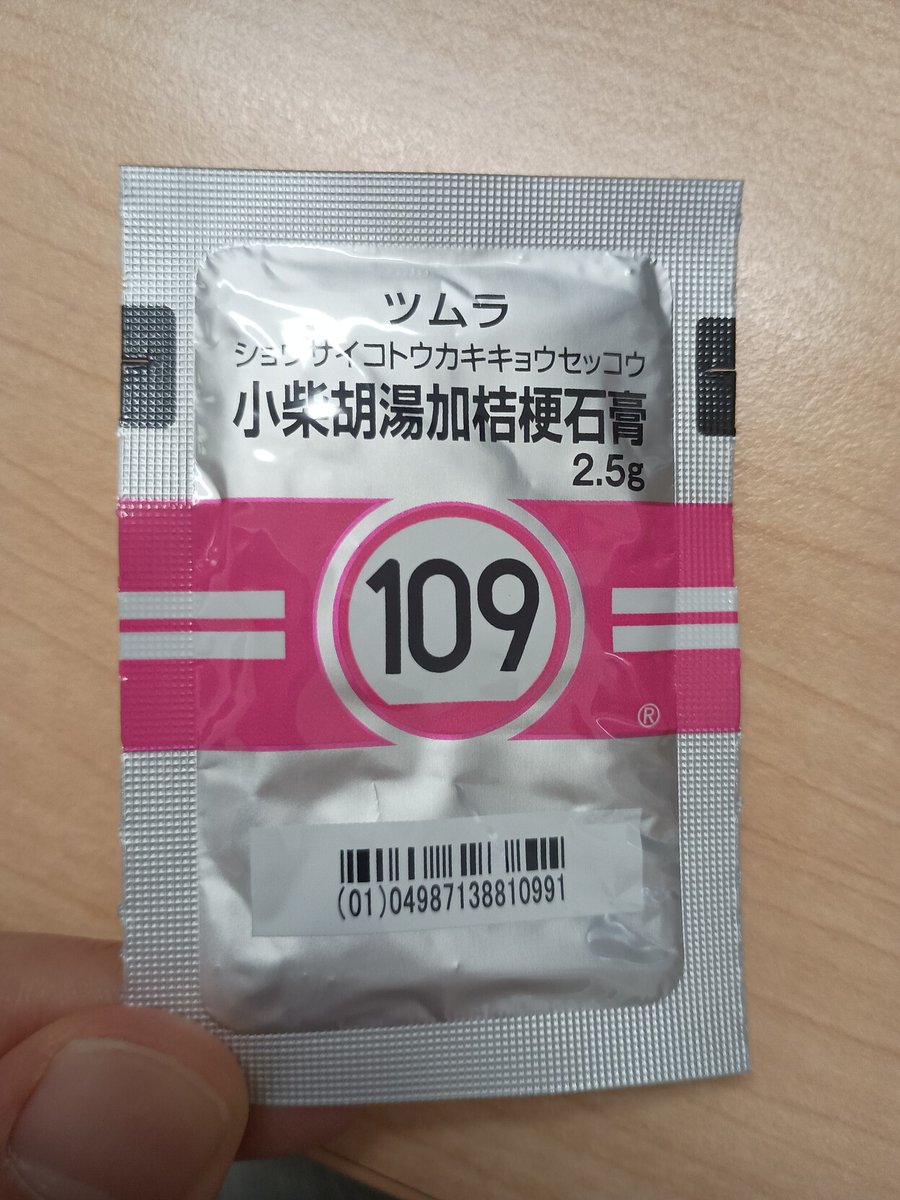 ツムラ
ショウサイコトウカキキョウセッコウ
小柴胡湯加桔梗石膏
2.5g
109
®
(01)04987138810991